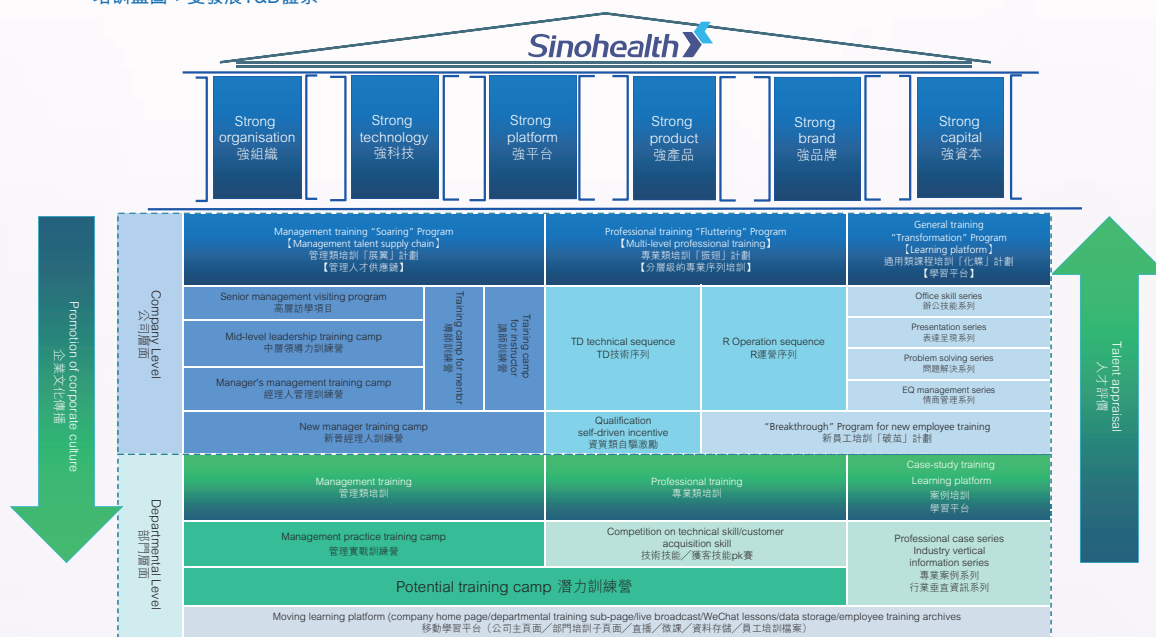 培訓藍圖：雙發展T&D體系
Sinohealth
Strong
organisation
強組織
Strong
technology
強科技
Strong
platform
強平台
Strong
product
強產品
Strong
brand
強品牌
Strong
capital
強資本
Promotion of corporate culture
企業文化傳播
Company Level
公司層面
Management training “Soaring” Program
【Management talent supply chain】
管理類培訓「展翼」計劃
【管理人才供應鏈】
Professional training “Fluttering” Program
【Multi-level professional training】
專業類培訓「振翅」計劃
【分層級的專業序列培訓】
General training
“Transformation” Program
【Learning platform】
通用類課程培訓「化蝶」計劃
【學習平台】
Senior management visiting program
高層訪學項目
Mid-level leadership training camp
中層領導力訓練營
Manager's management training camp
經理人管理訓練營
Training camp for mentor
導師訓練營
Training camp
for instructor
講師訓練營
TD technical sequence
TD技術序列
R Operation sequence
R運營序列
Office skill series
辦公技能系列
Presentation series
表達呈現系列
Problem solving series
問題解決系列
EQ management series
情商管理系列
New manager training camp
新晉經理人訓練營
Qualification
self-driven incentive
資質類自驅激勵
“Breakthrough” Program for new employee training
新員工培訓「破繭」計劃
Talent appraisal
人才評價
Departmental Level
部門層面
Management training
管理類培訓
Professional training
專業類培訓
Case-study training
Learning platform
案例培訓
學習平台
Management practice training camp
管理實戰訓練營
Competition on technical skill/customer
acquisition skill
技術技能／獲客技能pk賽
Professional case series
Industry vertical
information series
專業案例系列
行業垂直資訊系列
Potential training camp 潛力訓練營
Moving learning platform (company home page/departmental training sub-page/live broadcast/WeChat lessons/data storage/employee training archives
移動學習平台（公司主頁面／部門培訓子頁面／直播／微課／資料存儲／員工培訓檔案）